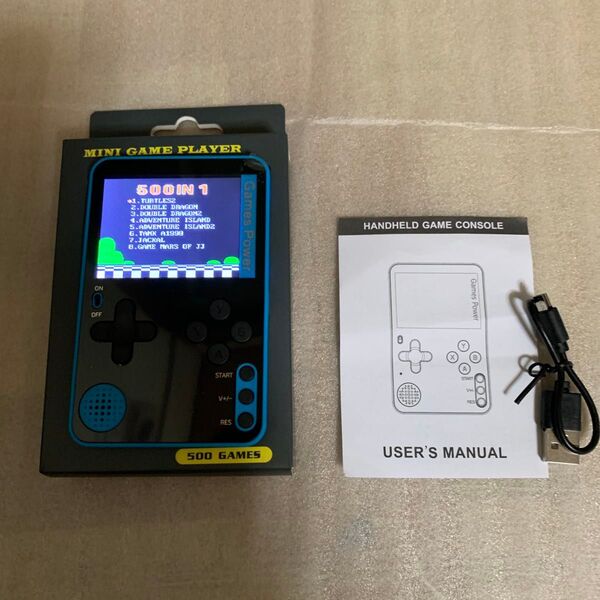 MINI GAME PLAYER
500 IN 1
1.TURTLES2
2.DOUBLE DRAGON
3.DOUBLE DRAGON2
4.ADVENTURE ISLAND
5.ADVENTURE ISLAND2
6.TANK A1990
7.JACKAL
8.GAME MARS OF JJ
Games Power
ON
OFF
Y
X
B
A
START
V+/-
RES
500 GAMES
HANDHELD GAME CONSOLE
Games Power
Y
X
B
A
START
V+/-
RES
USER'S MANUAL